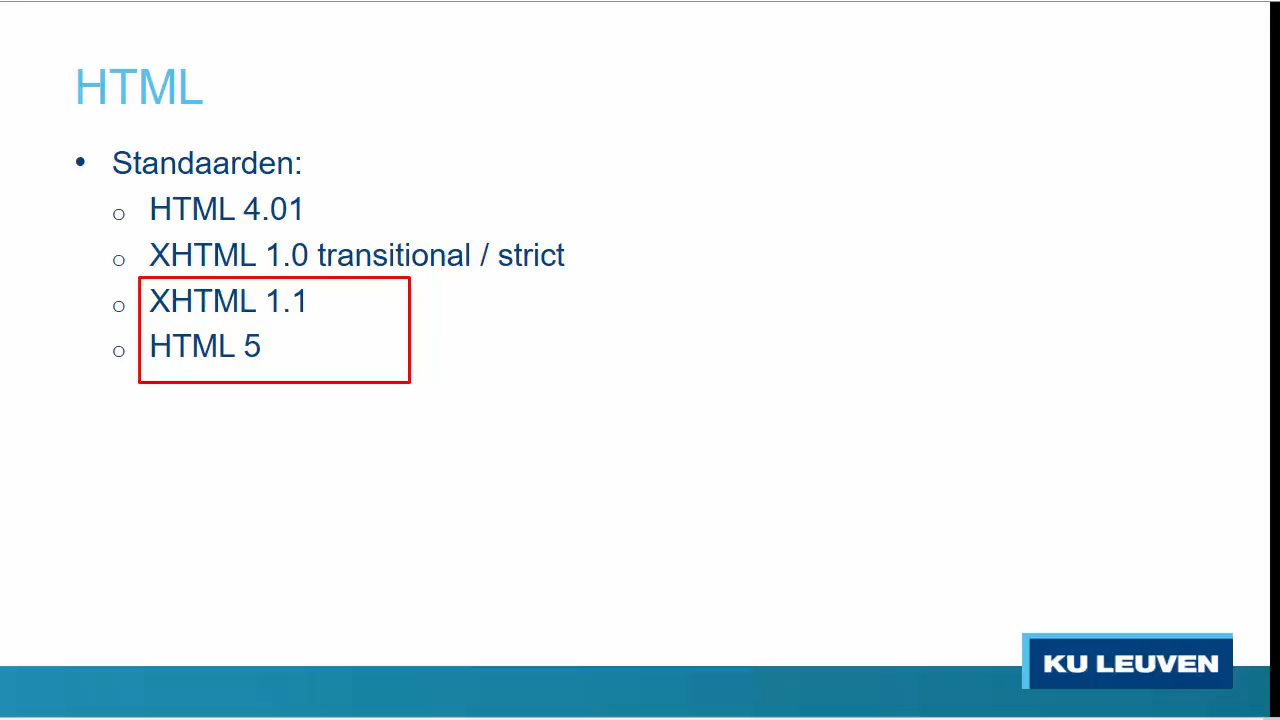 HTML
• Standaarden:
o HTML 4.01
o XHTML 1.0 transitional / strict
o XHTML 1.1
o HTML 5
KU LEUVEN